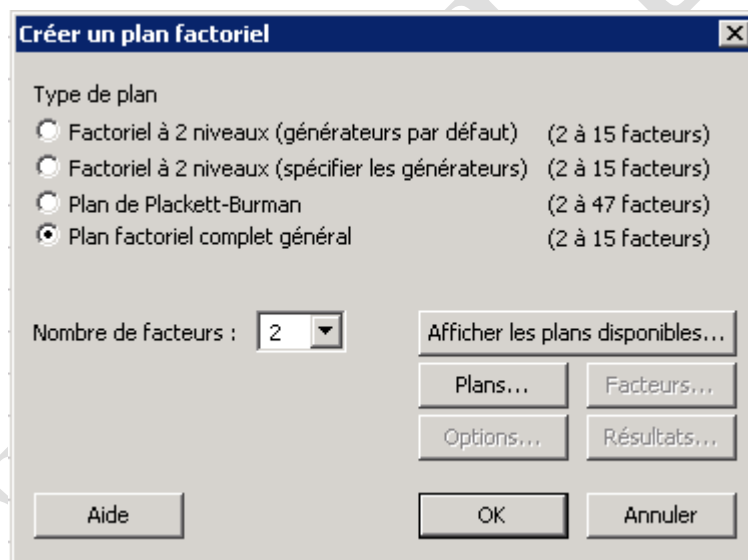 Créer un plan factoriel
Type de plan
Factoriel à 2 niveaux (générateurs par défaut) (2 à 15 facteurs)
Factoriel à 2 niveaux (spécifier les générateurs) (2 à 15 facteurs)
Plan de Plackett-Burman (2 à 47 facteurs)
Plan factoriel complet général (2 à 15 facteurs)
Nombre de facteurs : 2 Afficher les plans disponibles...
Plans... Facteurs...
Options... Résultats...
Aide OK Annuler